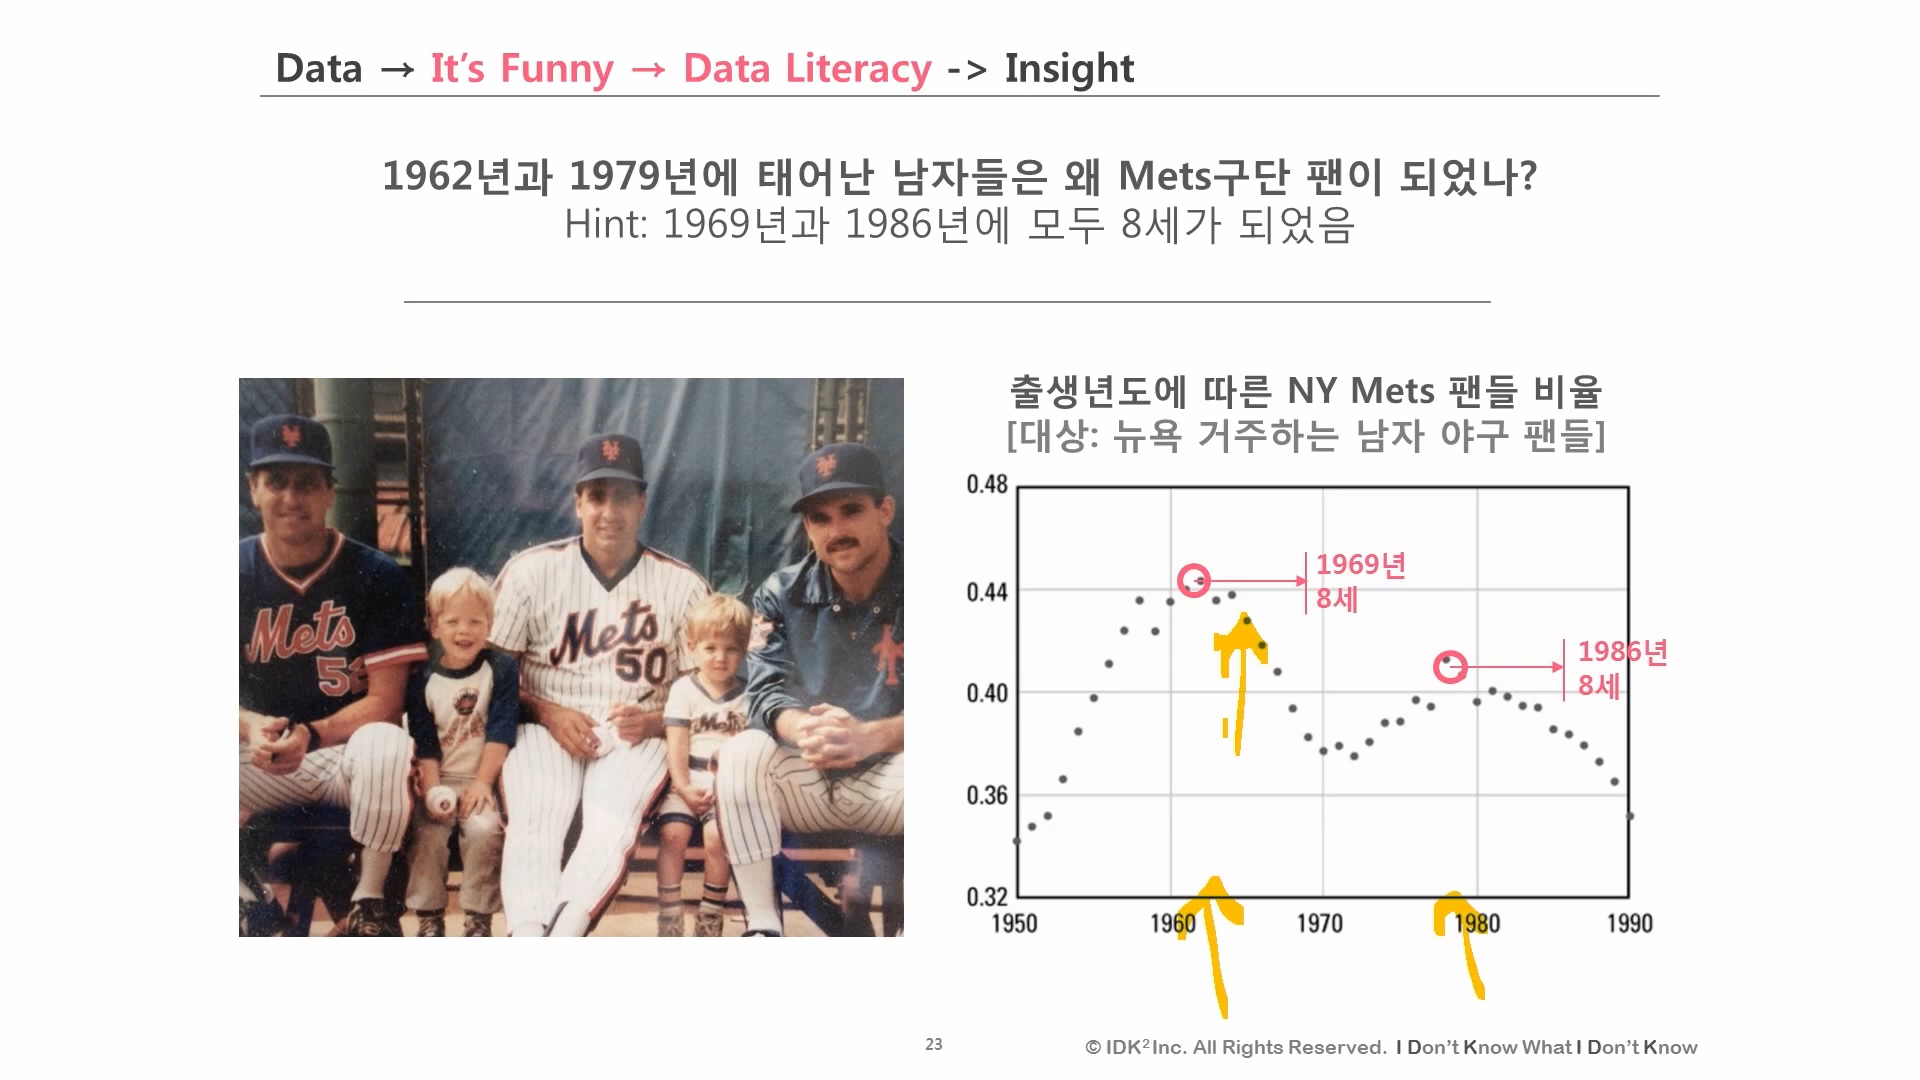 Data → It's Funny → Data Literacy -> Insight
1962년과 1979년에 태어난 남자들은 왜 Mets구단 팬이 되었나?
Hint: 1969년과 1986년에 모두 8세가 되었음
출생년도에 따른 NY Mets 팬들 비율
[대상: 뉴욕 거주하는 남자 야구 팬들]
0.48
0.44
0.40
0.36
0.32
1950
1960
1970
1980
1990
1969년
8세
1986년
8세
Mets
Mets
50
Mets
23
© IDK² Inc. All Rights Reserved. I Don't Know What I Don't Know